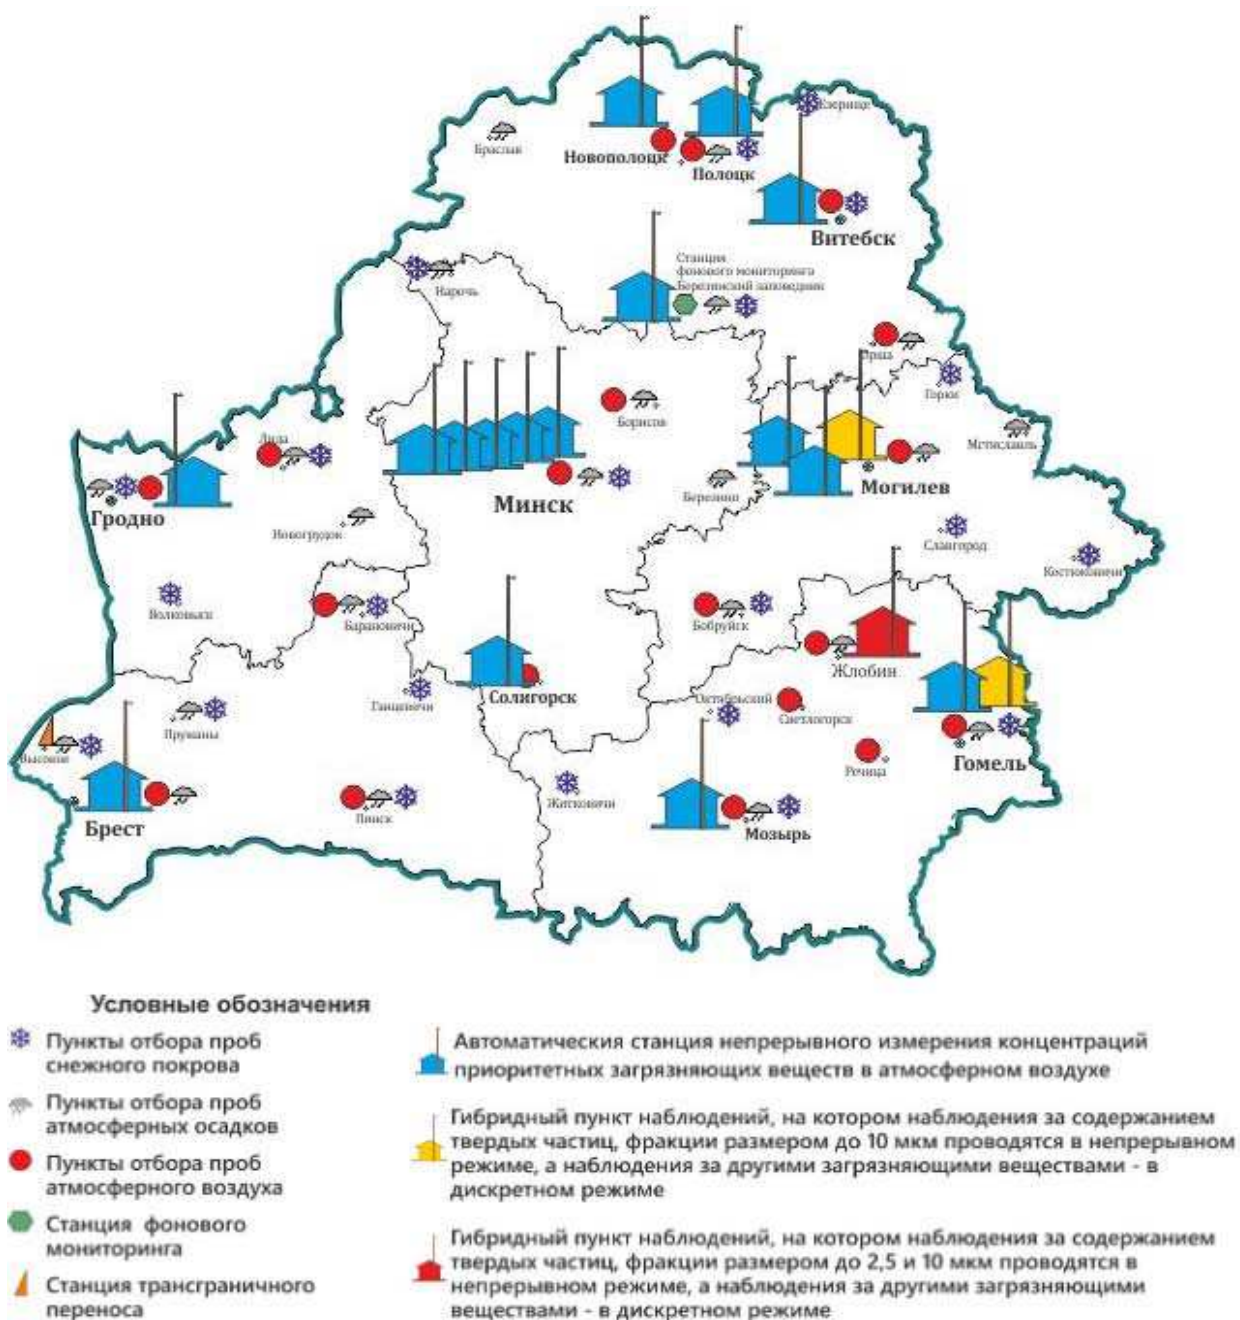 Езерище
Браслав
Новополоцк
Полоцк
Витебск
Станция
фонового мониторинга
Березинский заповедник
Нарочь
Орша
Горки
Борисов
Мстиславль
Лида
Березино
Могилев
Минск
Гродно
Новогрудок
Славгород
Костюковичи
Волковыск
Барановичи
Бобруйск
Жлобин
Ганцевичи
Солигорск
Октябрьский
Светлогорск
Пружаны
Высокое
Речица
Гомель
Житковичи
Брест
Пинск
Мозырь
Условные обозначения
Пункты отбора проб
снежного покрова
Пункты отбора проб
атмосферных осадков
Пункты отбора проб
атмосферного воздуха
Станция фонового
мониторинга
Станция трансграничного
переноса
Автоматическия станция непрерывного измерения концентраций
приоритетных загрязняющих веществ в атмосферном воздухе
Гибридный пункт наблюдений, на котором наблюдения за содержанием
твердых частиц, фракции размером до 10 мкм проводятся в непрерывном
режиме, а наблюдения за другими загрязняющими веществами - в
дискретном режиме
Гибридный пункт наблюдений, на котором наблюдения за содержанием
твердых частиц, фракции размером до 2,5 и 10 мкм проводятся в
непрерывном режиме, а наблюдения за другими загрязняющими
веществами - в дискретном режиме